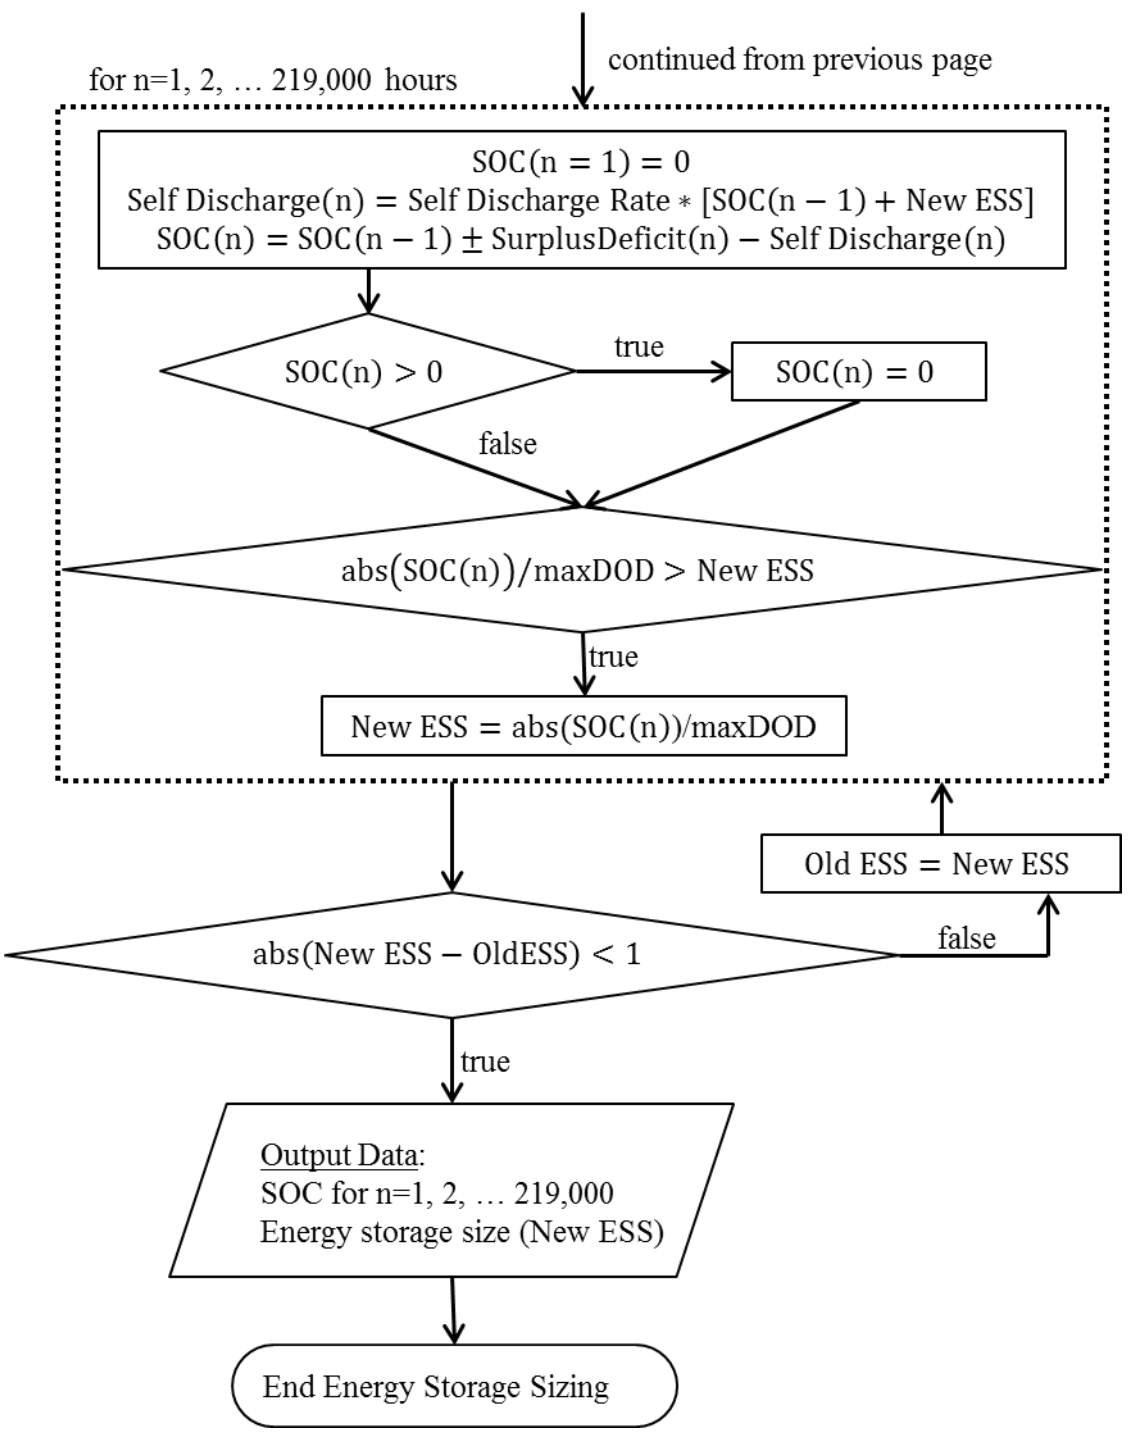 continued from previous page
for n=1, 2, … 219,000 hours
SOC(n = 1) = 0
Self Discharge(n) = Self Discharge Rate ∗ [SOC(n − 1) + New ESS]
SOC(n) = SOC(n − 1) ± SurplusDeficit(n) − Self Discharge(n)
SOC(n) > 0
true
SOC(n) = 0
false
abs(SOC(n))/maxDOD > New ESS
true
New ESS = abs(SOC(n))/maxDOD
Old ESS = New ESS
abs(New ESS − OldESS) < 1
false
true
Output Data:
SOC for n=1, 2, … 219,000
Energy storage size (New ESS)
End Energy Storage Sizing